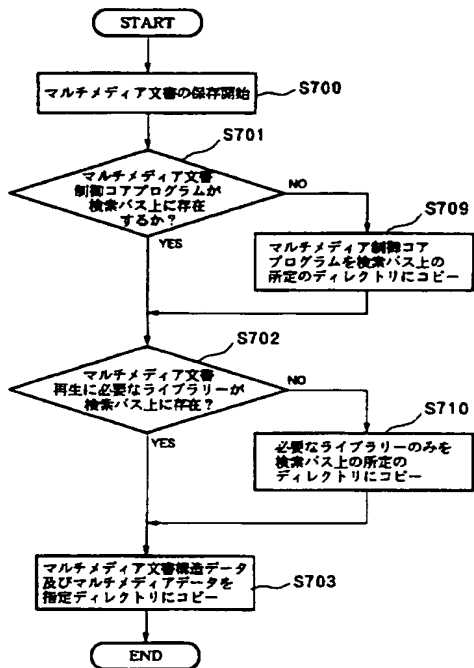 START
マルチメディア文書の保存開始
S700
S701
マルチメディア文書
制御コアプログラムが
検索パス上に存在
するか？
NO
YES
S709
マルチメディア制御コア
プログラムを検索パス上の
所定のディレクトリにコピー
S702
マルチメディア文書
再生に必要なライブラリーが
検索パス上に存在？
NO
YES
S710
必要なライブラリーのみを
検索パス上の所定の
ディレクトリにコピー
マルチメディア文書構造データ
及びマルチメディアデータを
指定ディレクトリにコピー
S703
END